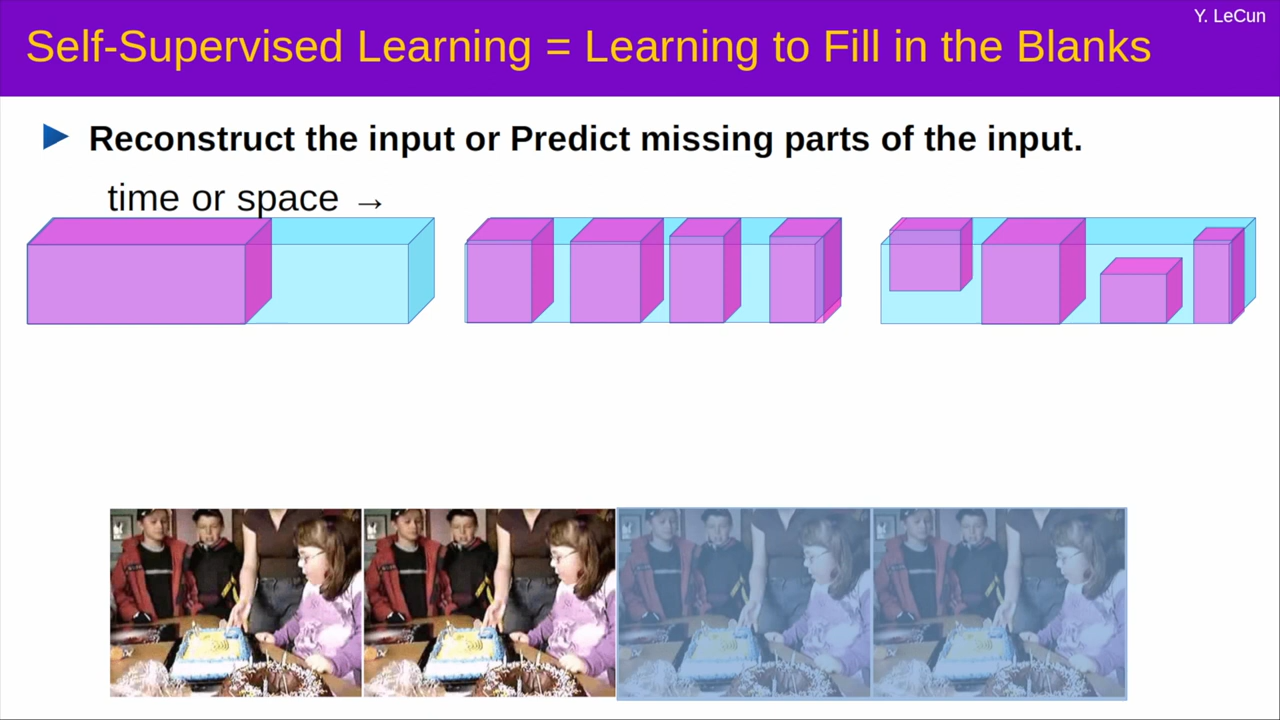 Y. LeCun
Self-Supervised Learning = Learning to Fill in the Blanks
Reconstruct the input or Predict missing parts of the input.
time or space →